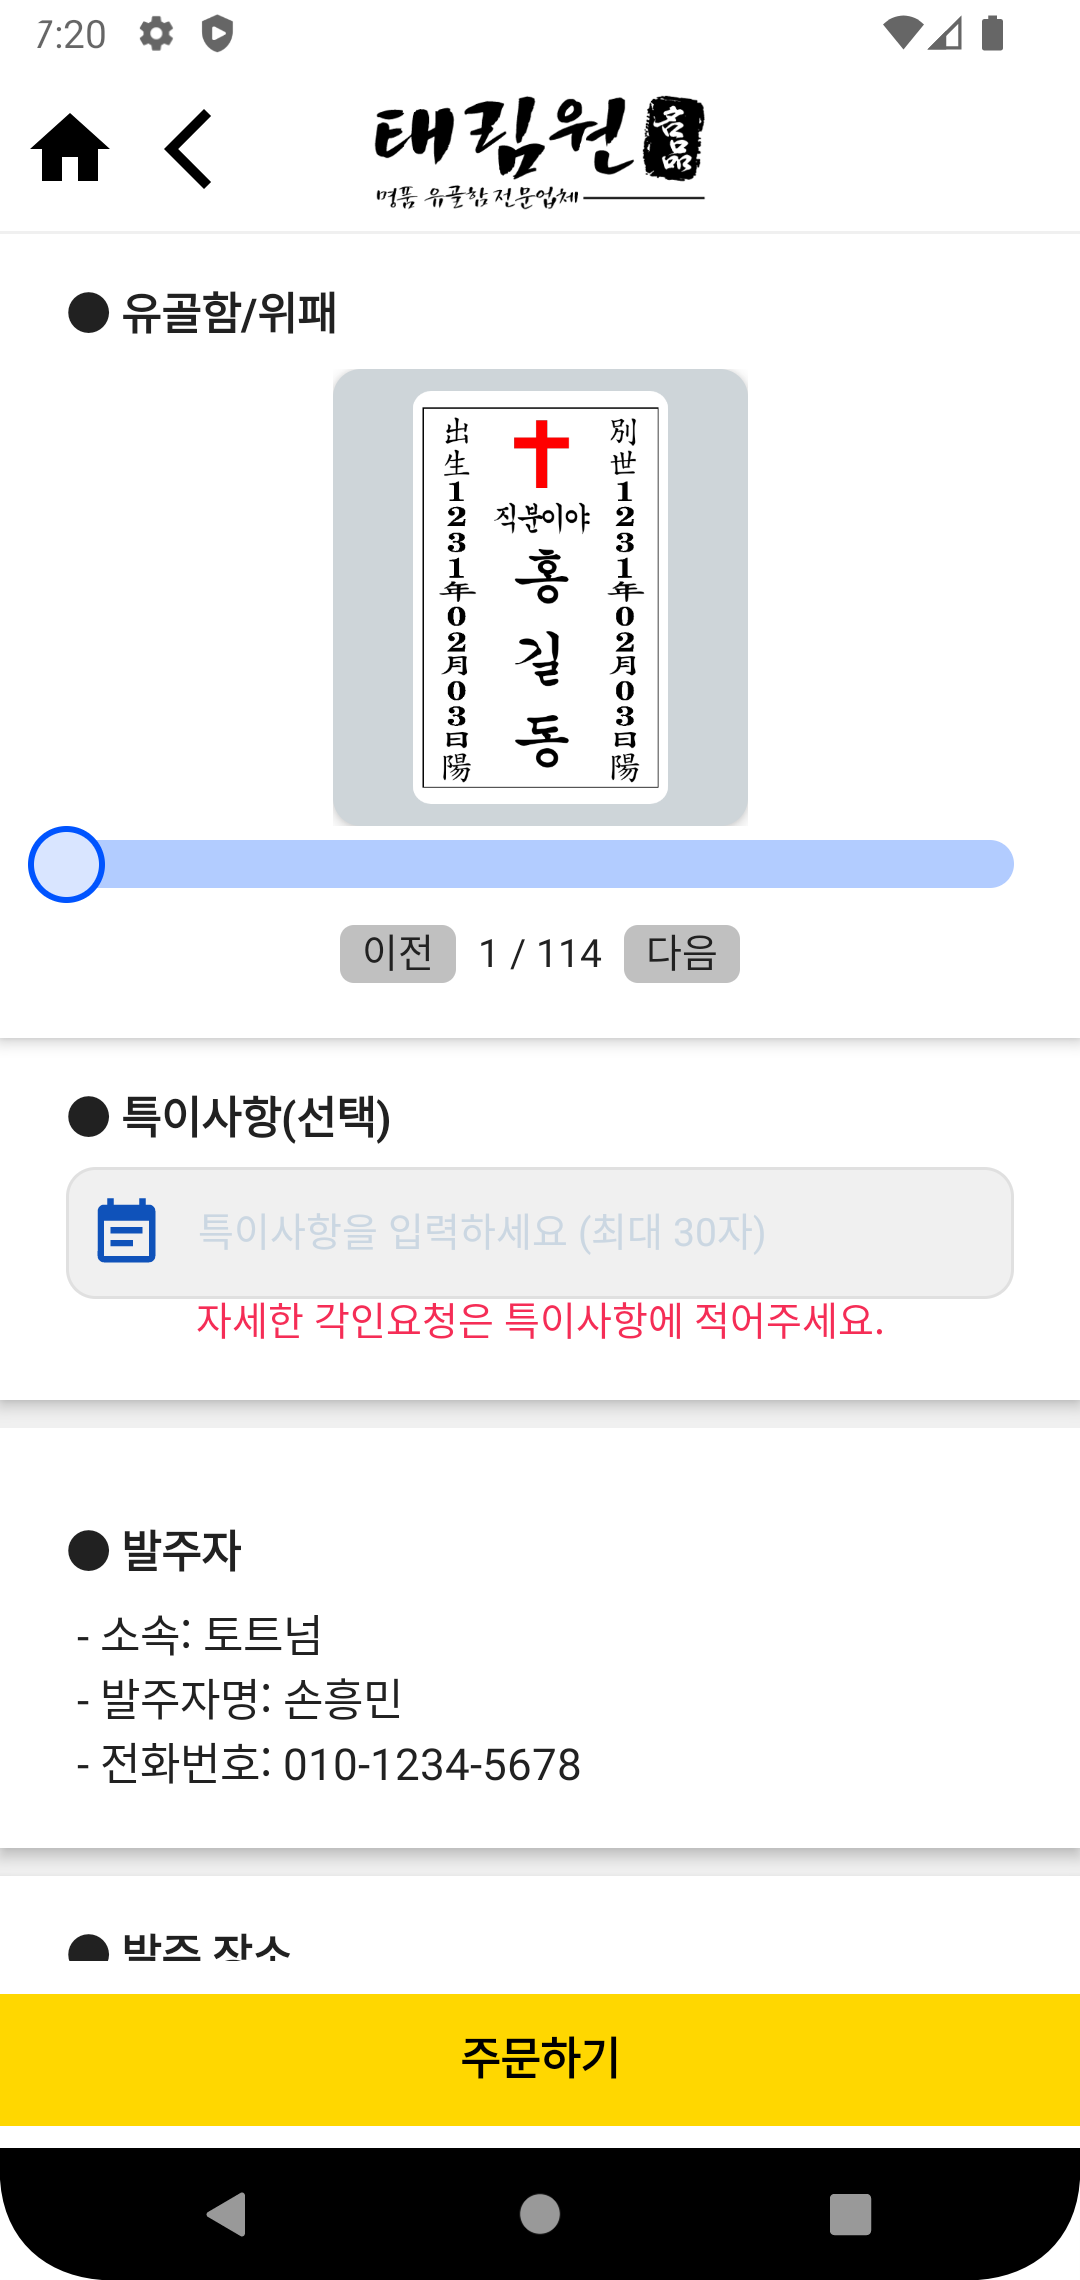 7:20
태림원 名品
명품 유골함 전문업체
● 유골함/위패
出生1231年02月03日陽
직분이야
홍길동
別世1231年02月03日陽
이전 1 / 114 다음
● 특이사항(선택)
특이사항을 입력하세요 (최대 30자)
자세한 각인요청은 특이사항에 적어주세요.
● 발주자
- 소속: 토트넘
- 발주자명: 손흥민
- 전화번호: 010-1234-5678
● 발주 장소
주문하기